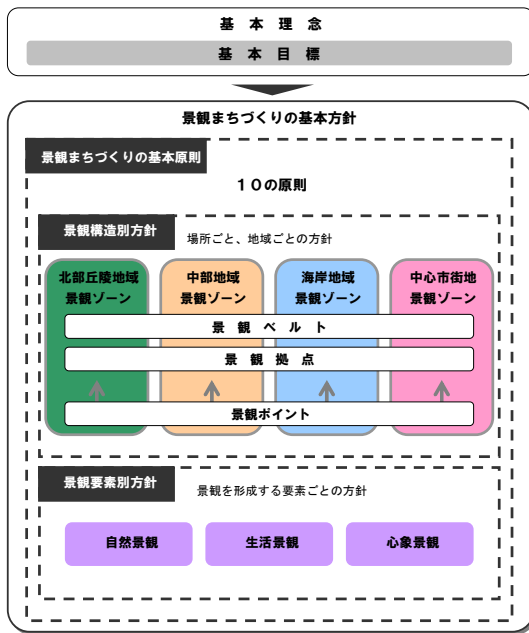 基本理念
基本目標
景観まちづくりの基本方針
景観まちづくりの基本原則
１０の原則
景観構造別方針
場所ごと、地域ごとの方針
北部丘陵地域
景観ゾーン
中部地域
景観ゾーン
海岸地域
景観ゾーン
中心市街地
景観ゾーン
景観ベルト
景観拠点
景観ポイント
景観要素別方針
景観を形成する要素ごとの方針
自然景観
生活景観
心象景観